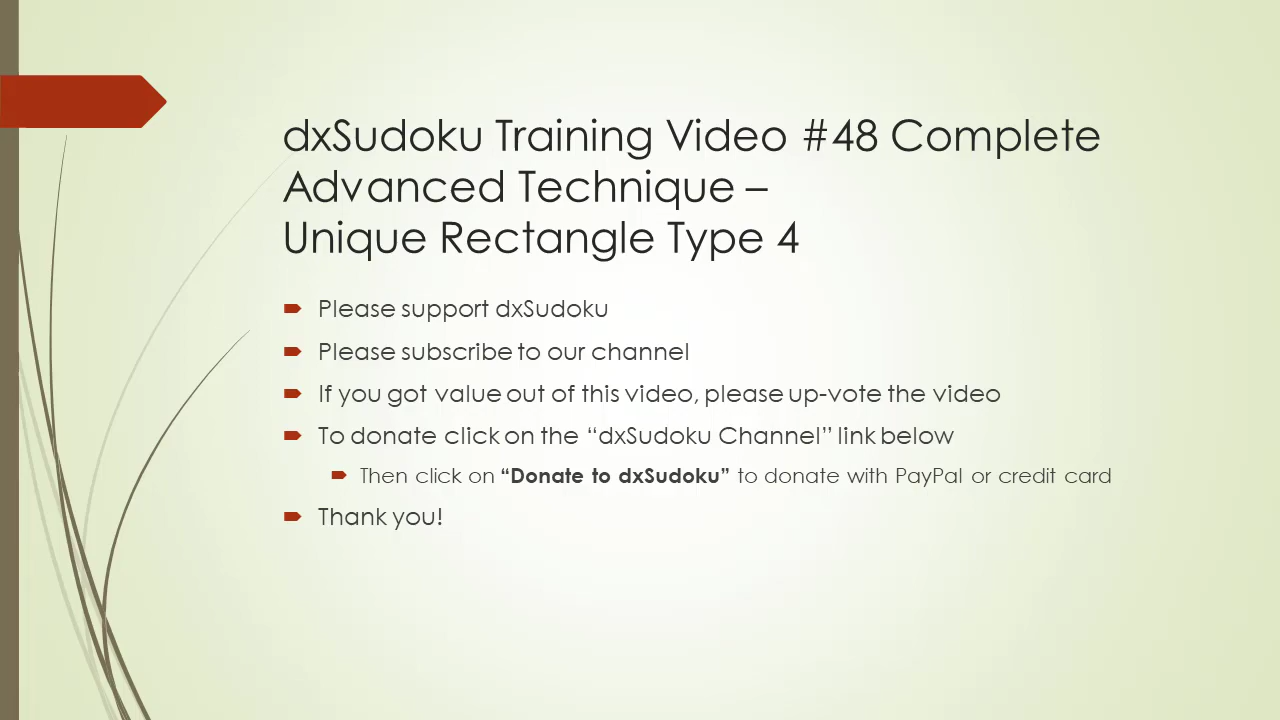 dxSudoku Training Video #48 Complete
Advanced Technique –
Unique Rectangle Type 4
Please support dxSudoku
Please subscribe to our channel
If you got value out of this video, please up-vote the video
To donate click on the “dxSudoku Channel” link below
Then click on “Donate to dxSudoku” to donate with PayPal or credit card
Thank you!